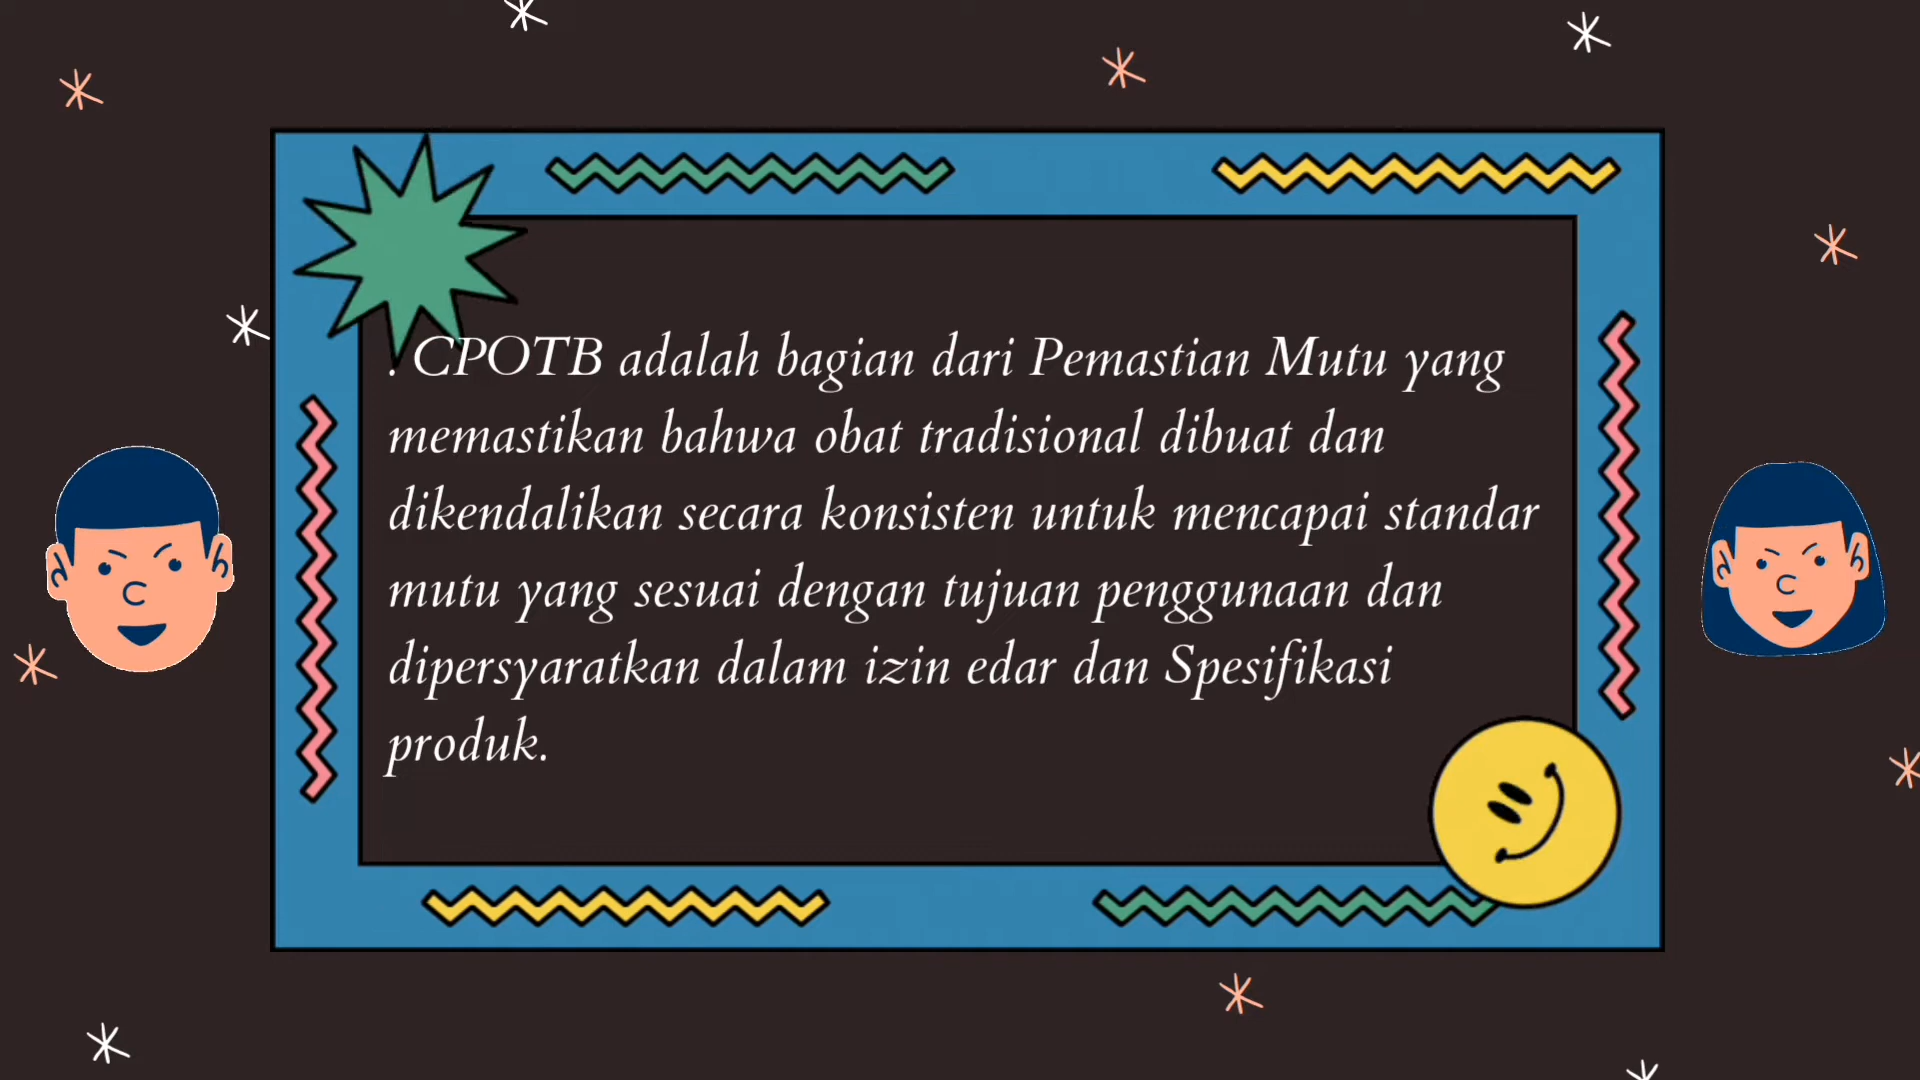 . CPOTB adalah bagian dari Pemastian Mutu yang
memastikan bahwa obat tradisional dibuat dan
dikendalikan secara konsisten untuk mencapai standar
mutu yang sesuai dengan tujuan penggunaan dan
dipersyaratkan dalam izin edar dan Spesifikasi
produk.